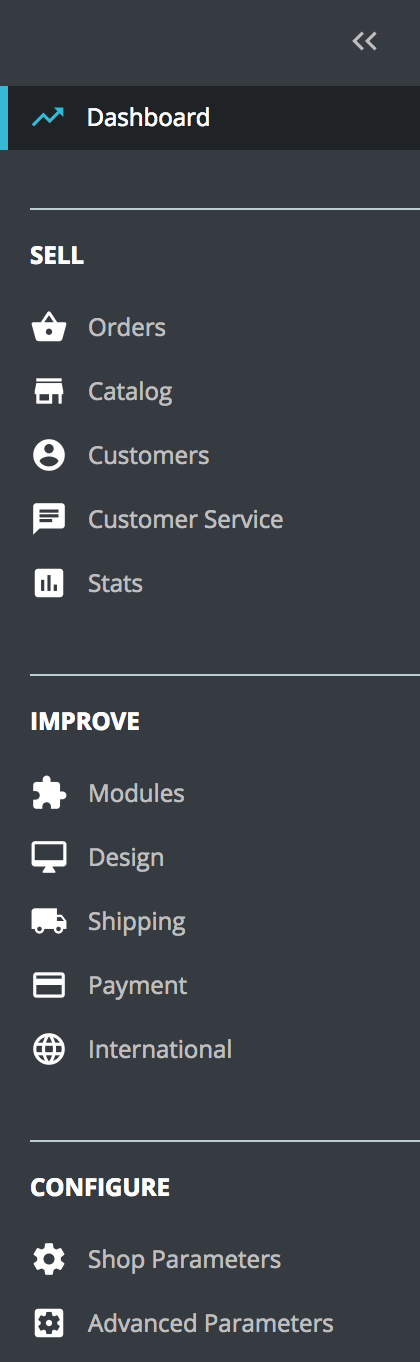 Dashboard
SELL
Orders
Catalog
Customers
Customer Service
Stats
IMPROVE
Modules
Design
Shipping
Payment
International
CONFIGURE
Shop Parameters
Advanced Parameters